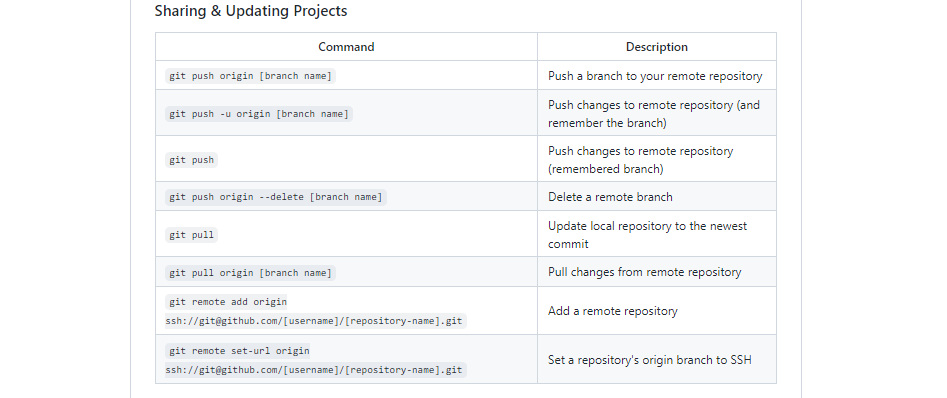 Sharing & Updating Projects
Command Description
git push origin [branch name] Push a branch to your remote repository
git push -u origin [branch name] Push changes to remote repository (and
remember the branch)
git push Push changes to remote repository
(remembered branch)
git push origin --delete [branch name] Delete a remote branch
git pull Update local repository to the newest
commit
git pull origin [branch name] Pull changes from remote repository
git remote add origin
ssh://git@github.com/[username]/[repository-name].git Add a remote repository
git remote set-url origin
ssh://git@github.com/[username]/[repository-name].git Set a repository's origin branch to SSH